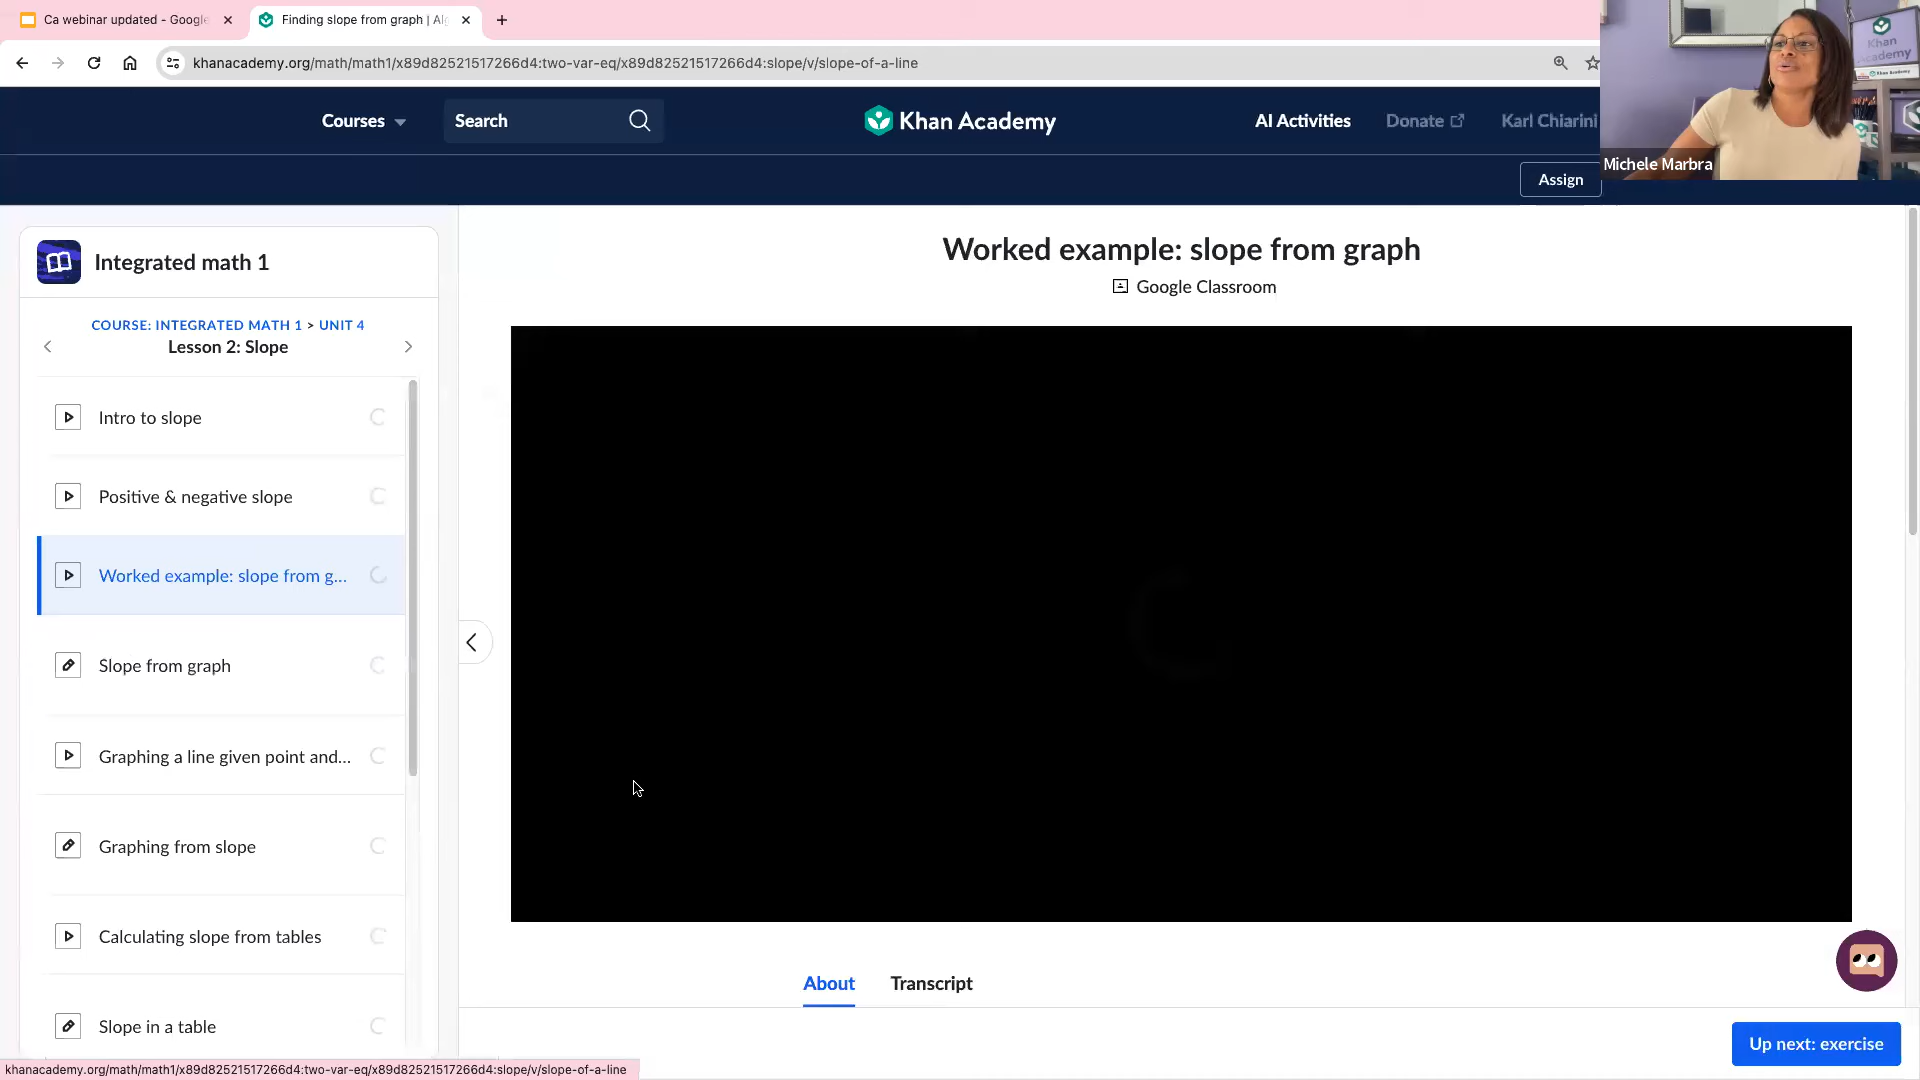 Ca webinar updated - Google
Finding slope from graph | Alg
khanacademy.org/math/math1/x89d82521517266d4:two-var-eq/x89d82521517266d4:slope/v/slope-of-a-line
Courses
Search
Khan Academy
AI Activities
Donate
Karl Chiarini
Khan
Academy
Khan Academy
Michele Marbra
Assign
Integrated math 1
COURSE: INTEGRATED MATH 1 > UNIT 4
Lesson 2: Slope
Intro to slope
Positive & negative slope
Worked example: slope from g...
Slope from graph
Graphing a line given point and...
Graphing from slope
Calculating slope from tables
Slope in a table
Worked example: slope from graph
Google Classroom
About
Transcript
Up next: exercise
khanacademy.org/math/math1/x89d82521517266d4:two-var-eq/x89d82521517266d4:slope/v/slope-of-a-line